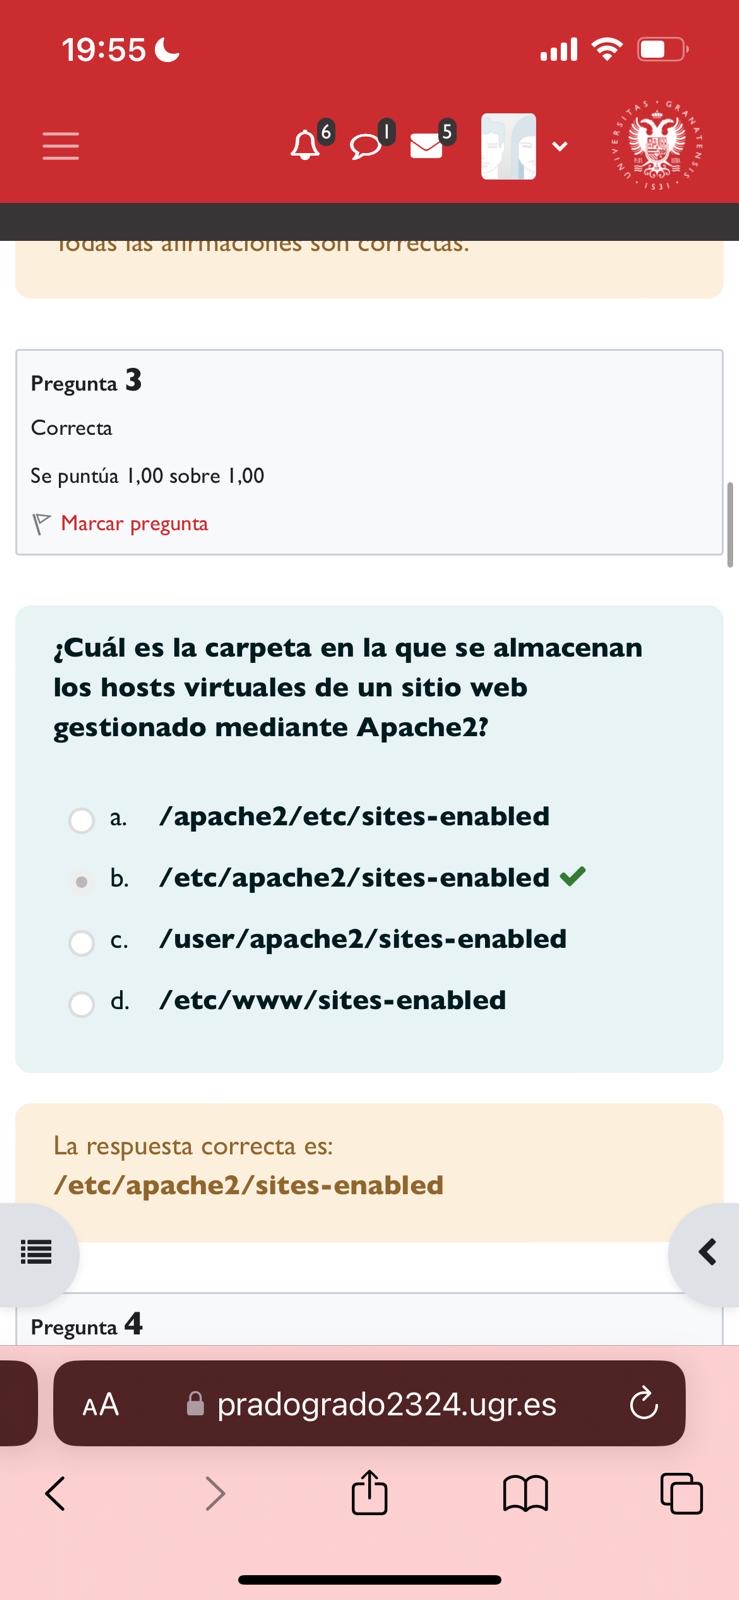 19:55
6
1
5
UNIVERSITAS · GRANATENSIS · 1531 ·
Todas las afirmaciones son correctas.
Pregunta 3
Correcta
Se puntúa 1,00 sobre 1,00
Marcar pregunta
¿Cuál es la carpeta en la que se almacenan
los hosts virtuales de un sitio web
gestionado mediante Apache2?
a. /apache2/etc/sites-enabled
b. /etc/apache2/sites-enabled
c. /user/apache2/sites-enabled
d. /etc/www/sites-enabled
La respuesta correcta es:
/etc/apache2/sites-enabled
Pregunta 4
AA pradogrado2324.ugr.es